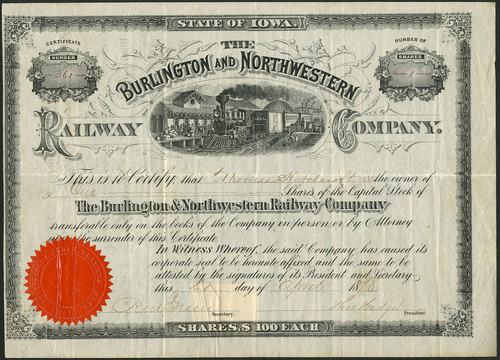 STATE OF IOWA.
CERTIFICATE
NUMBER
NUMBER OF
SHARES
THE
BURLINGTON AND NORTHWESTERN
RAILWAY COMPANY.
This is to Certify, that Thomas is the owner of
One Shares of the Capital Stock of
The Burlington & Northwestern Railway Company
transferable only on the books of the Company in person or by Attorney
upon the surrender of this Certificate.
In Witness Whereof, the said Company has caused its
corporate seal to be hereunto affixed and the same to be
attested by the signatures of its President and Secretary.
this day of April 18
Secretary. President.
SHARES, $100 EACH